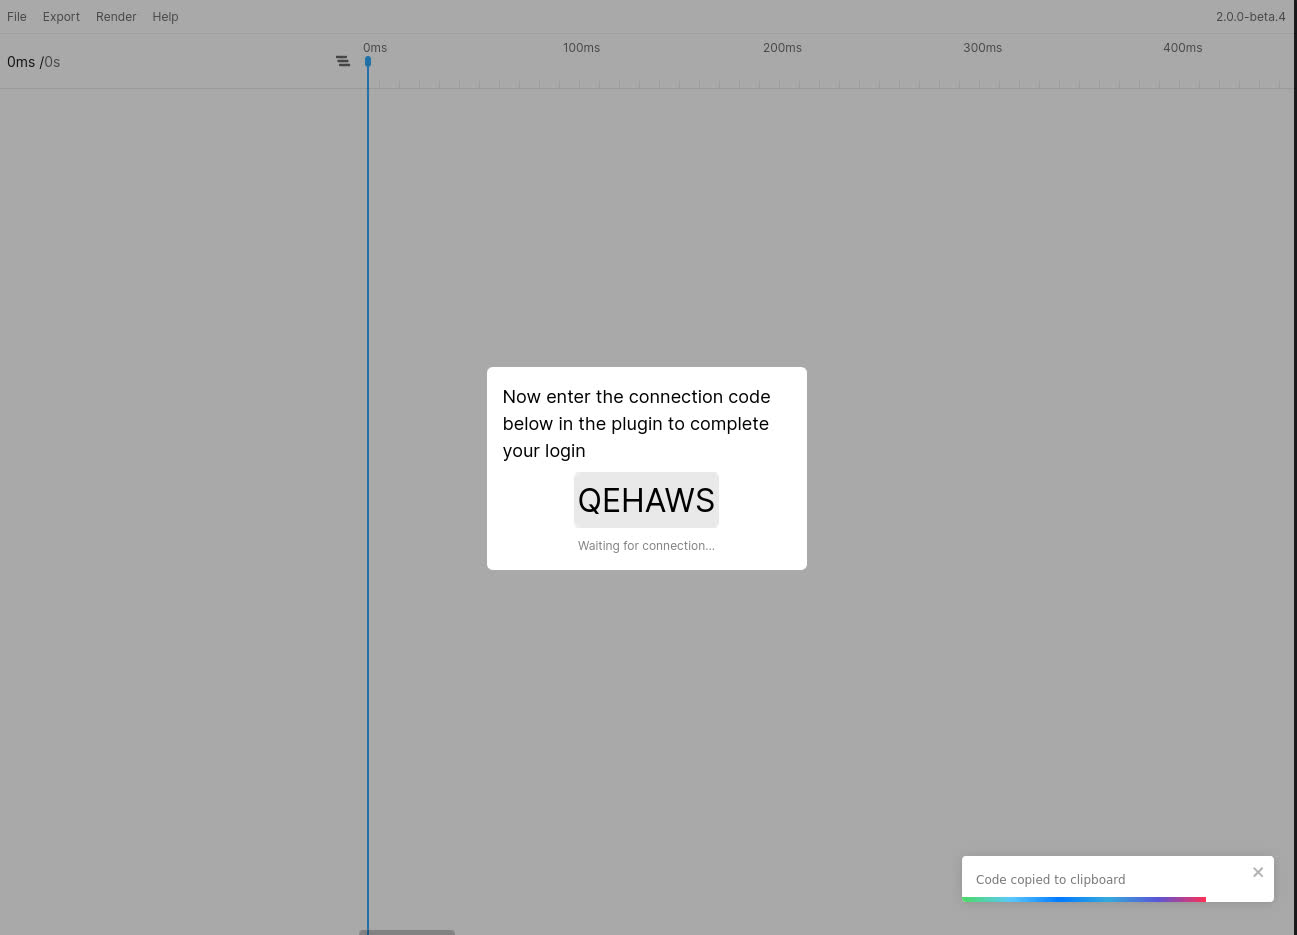 File Export Render Help 2.0.0-beta.4
0ms /0s
0ms 100ms 200ms 300ms 400ms
Now enter the connection code
below in the plugin to complete
your login
QEHAWS
Waiting for connection...
Code copied to clipboard